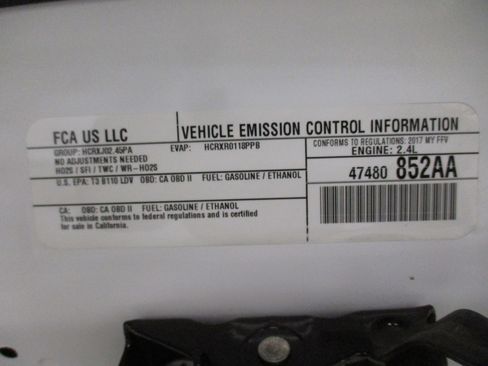 FCA US LLC
VEHICLE EMISSION CONTROL INFORMATION
GROUP: HCRXJ02.45PA EVAP: HCRXR0118PPB
CONFORMS TO REGULATIONS: 2017 MY FFV
NO ADJUSTMENTS NEEDED
ENGINE: 2.4L
HO2S / SFI / TWC / WR-HO2S
47480 852AA
U.S. EPA: T3 B110 LDV OBD: CA OBD II FUEL: GASOLINE / ETHANOL
CA: OBD: CA OBD II FUEL: GASOLINE / ETHANOL
This vehicle conforms to federal regulations and is certified
for sale in California.